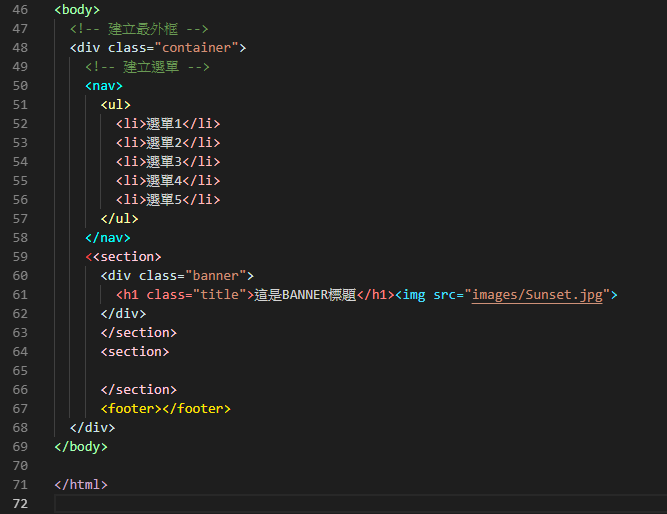 46 <body>
47 <!-- 建立最外框 -->
48 <div class="container">
49 <!-- 建立選單 -->
50 <nav>
51 <ul>
52 <li>選單1</li>
53 <li>選單2</li>
54 <li>選單3</li>
55 <li>選單4</li>
56 <li>選單5</li>
57 </ul>
58 </nav>
59 <<section>
60 <div class="banner">
61 <h1 class="title">這是BANNER標題</h1><img src="images/Sunset.jpg">
62 </div>
63 </section>
64 <section>
65
66 </section>
67 <footer></footer>
68 </div>
69 </body>
70
71 </html>
72